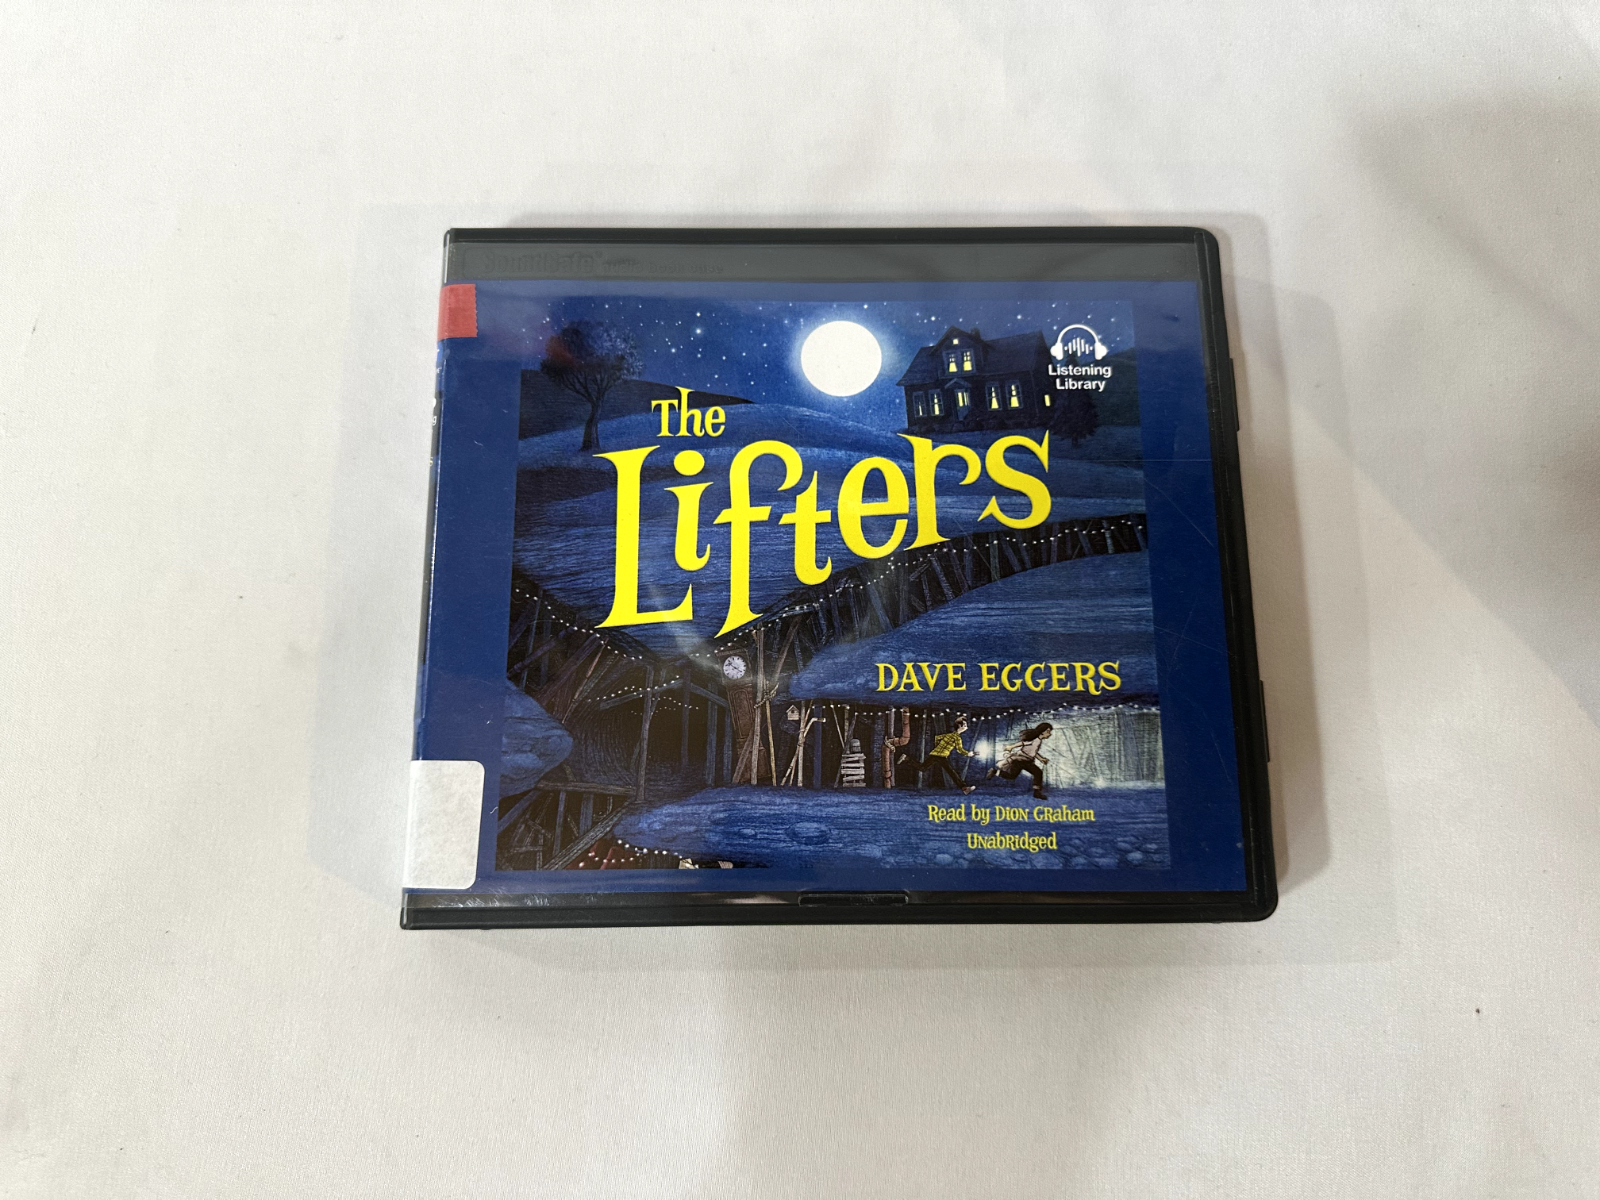 Listening
Library
The
Lifters
DAVE EGGERS
Read by Dion Graham
Unabridged